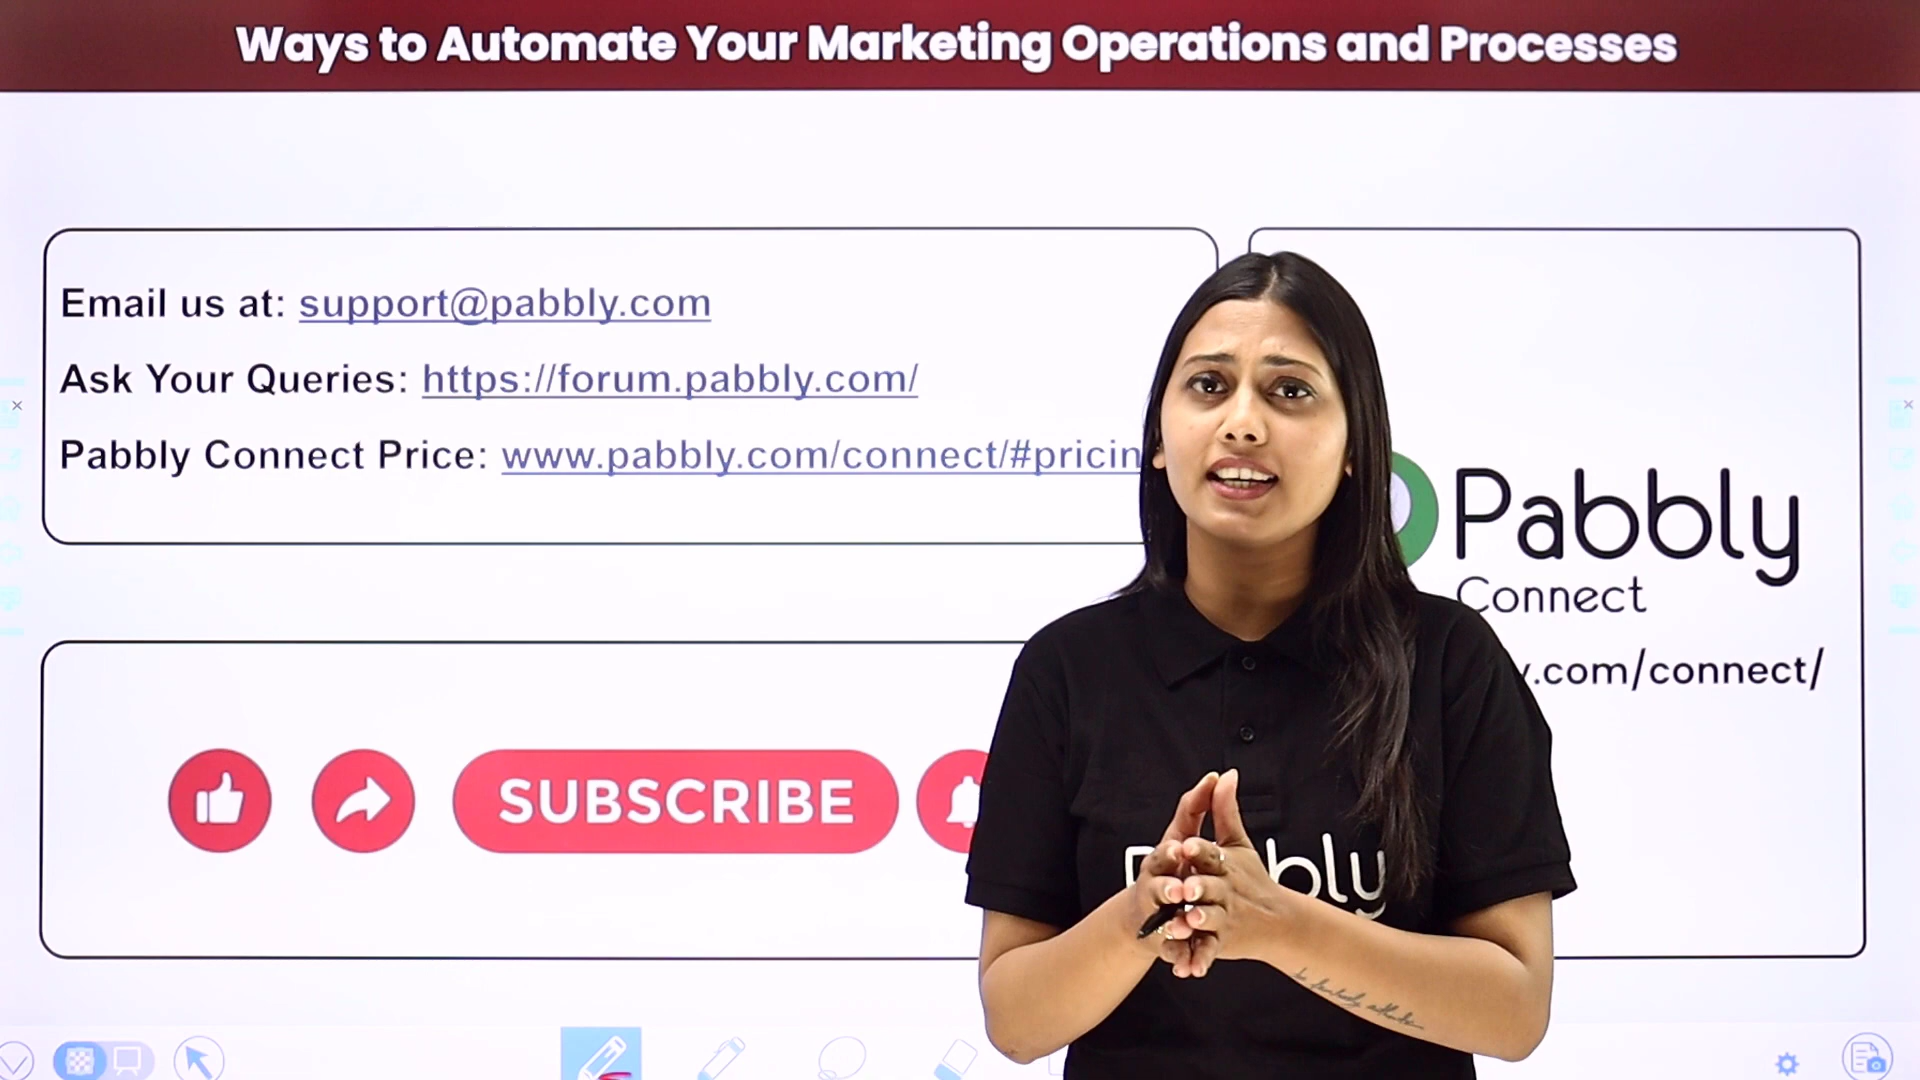 Ways to Automate Your Marketing Operations and Processes
Email us at: support@pabbly.com
Ask Your Queries: https://forum.pabbly.com/
Pabbly Connect Price: www.pabbly.com/connect/#pricin
Pabbly
Connect
y.com/connect/
SUBSCRIBE